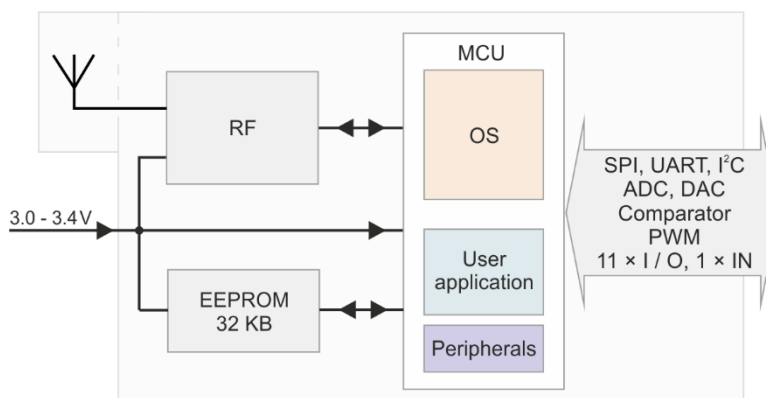 MCU
RF
OS
SPI, UART, I²C
ADC, DAC
Comparator
PWM
11 × I / O, 1 × IN
3.0 - 3.4 V
User
application
EEPROM
32 KB
Peripherals